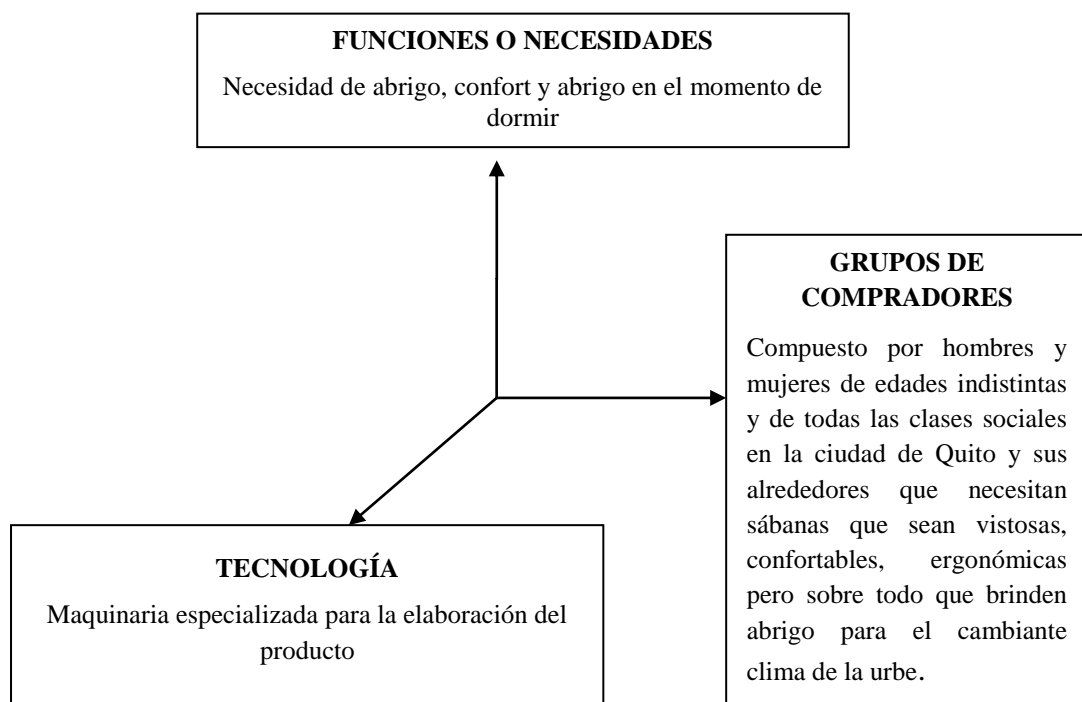 FUNCIONES O NECESIDADES
Necesidad de abrigo, confort y abrigo en el momento de
dormir
GRUPOS DE
COMPRADORES
Compuesto por hombres y
mujeres de edades indistintas
y de todas las clases sociales
en la ciudad de Quito y sus
alrededores que necesitan
sábanas que sean vistosas,
confortables, ergonómicas
pero sobre todo que brinden
abrigo para el cambiante
clima de la urbe.
TECNOLOGÍA
Maquinaria especializada para la elaboración del
producto